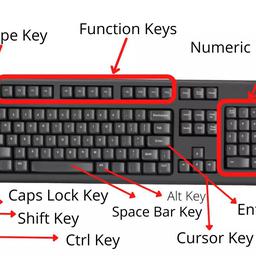 pe Key
Function Keys
Numeric
Caps Lock Key
Alt Key
Shift Key
Space Bar Key
Ent
Ctrl Key
Cursor Key